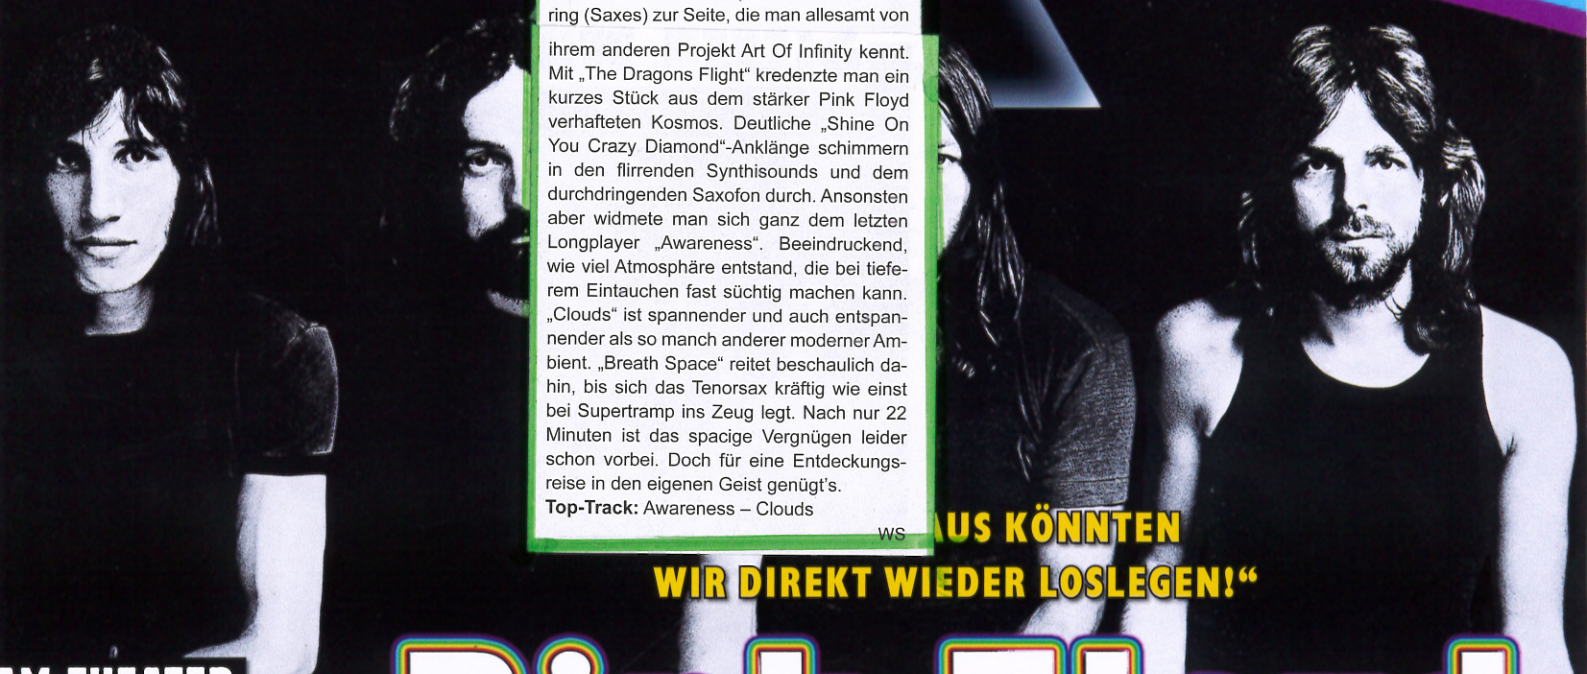 ring (Saxes) zur Seite, die man allesamt von
ihrem anderen Projekt Art Of Infinity kennt.
Mit „The Dragons Flight“ kredenzte man ein
kurzes Stück aus dem stärker Pink Floyd
verhafteten Kosmos. Deutliche „Shine On
You Crazy Diamond“-Anklänge schimmern
in den flirrenden Synthisounds und dem
durchdringenden Saxofon durch. Ansonsten
aber widmete man sich ganz dem letzten
Longplayer „Awareness“. Beeindruckend,
wie viel Atmosphäre entstand, die bei tiefe-
rem Eintauchen fast süchtig machen kann.
„Clouds“ ist spannender und auch entspan-
nender als so manch anderer moderner Am-
bient. „Breath Space“ reitet beschaulich da-
hin, bis sich das Tenorsax kräftig wie einst
bei Supertramp ins Zeug legt. Nach nur 22
Minuten ist das spacige Vergnügen leider
schon vorbei. Doch für eine Entdeckungs-
reise in den eigenen Geist genügt’s.
Top-Track: Awareness – Clouds
WS
AUS KÖNNTEN
WIR DIREKT WIEDER LOSLEGEN!“
Pink Floyd
AM THEATER